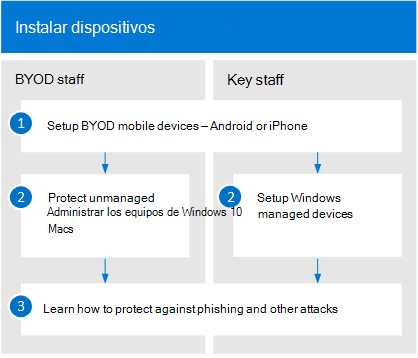 Instalar dispositivos
BYOD staff
Key staff
1
Setup BYOD mobile devices – Android or iPhone
2
Protect unmanaged
Administrar los equipos de Windows 10
Macs
2
Setup Windows
managed devices
3
Learn how to protect against phishing and other attacks